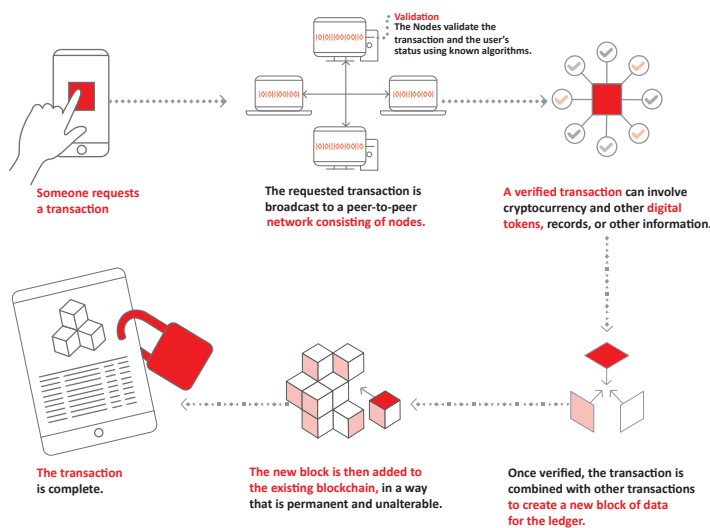 Validation
The Nodes validate the
transaction and the user's
status using known algorithms.
Someone requests
a transaction
The requested transaction is
broadcast to a peer-to-peer
network consisting of nodes.
A verified transaction can involve
cryptocurrency and other digital
tokens, records, or other information.
The transaction
is complete.
The new block is then added to
the existing blockchain, in a way
that is permanent and unalterable.
Once verified, the transaction is
combined with other transactions
to create a new block of data
for the ledger.